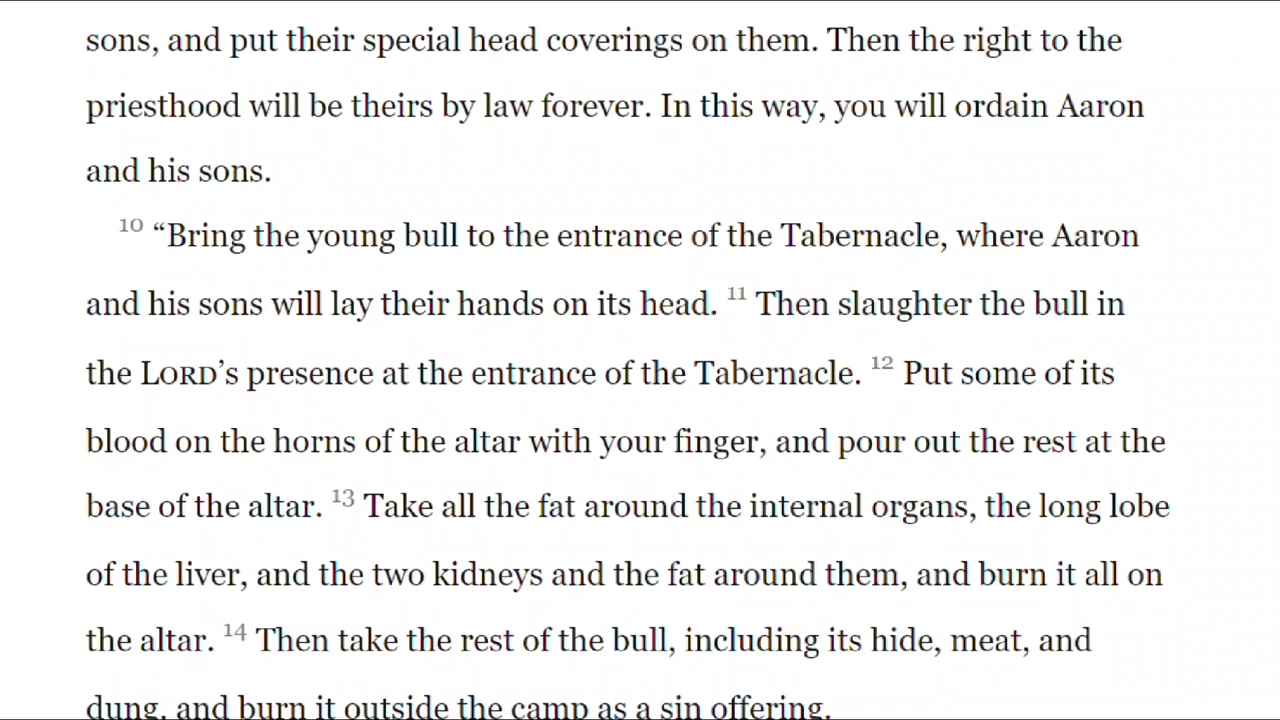 sons, and put their special head coverings on them. Then the right to the
priesthood will be theirs by law forever. In this way, you will ordain Aaron
and his sons.
10 “Bring the young bull to the entrance of the Tabernacle, where Aaron
and his sons will lay their hands on its head. 11 Then slaughter the bull in
the LORD’s presence at the entrance of the Tabernacle. 12 Put some of its
blood on the horns of the altar with your finger, and pour out the rest at the
base of the altar. 13 Take all the fat around the internal organs, the long lobe
of the liver, and the two kidneys and the fat around them, and burn it all on
the altar. 14 Then take the rest of the bull, including its hide, meat, and
dung, and burn it outside the camp as a sin offering.